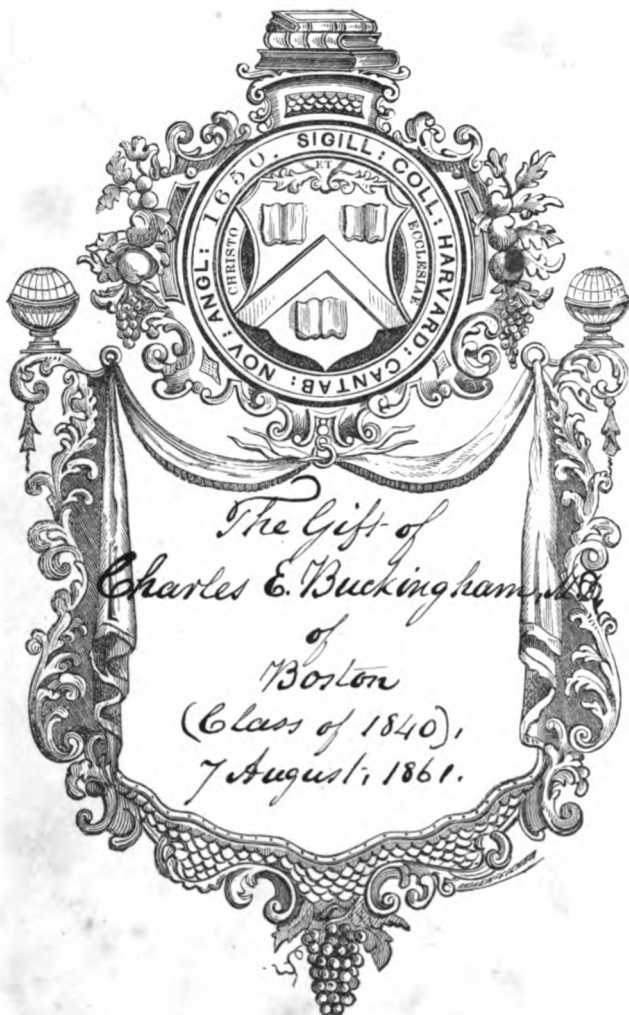 SIGILL: COLL: HARVARD: CANTAB: NOV: ANGL: 1650.
CHRISTO
ET
ECCLESIAE
The Gift of
Charles E. Buckingham, M.D.,
of
Boston
(Class of 1840),
7 August, 1861.